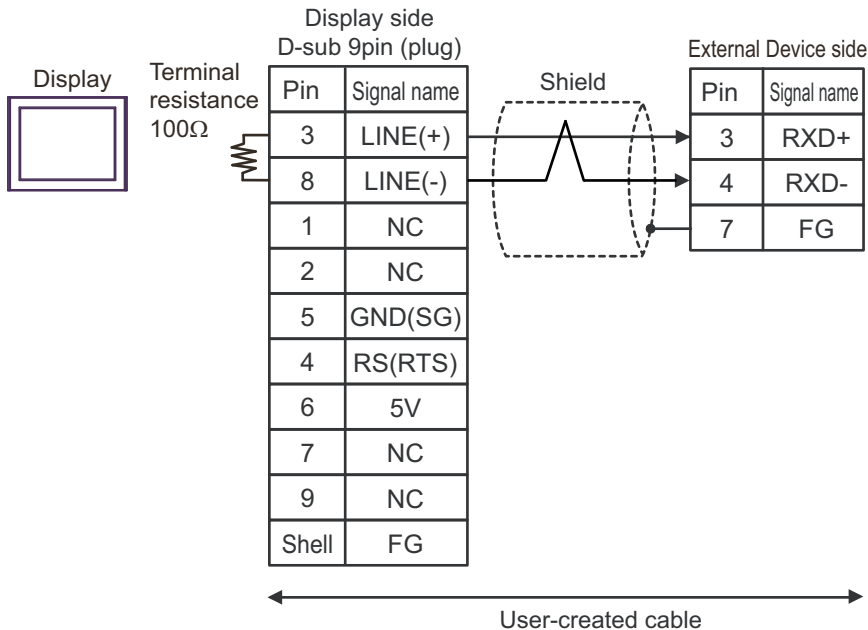 Display side
D-sub 9pin (plug)
External Device side
Display
Terminal
resistance
100Ω
Shield
Pin Signal name
3 LINE(+)
8 LINE(-)
1 NC
2 NC
5 GND(SG)
4 RS(RTS)
6 5V
7 NC
9 NC
Shell FG
Pin Signal name
3 RXD+
4 RXD-
7 FG
User-created cable